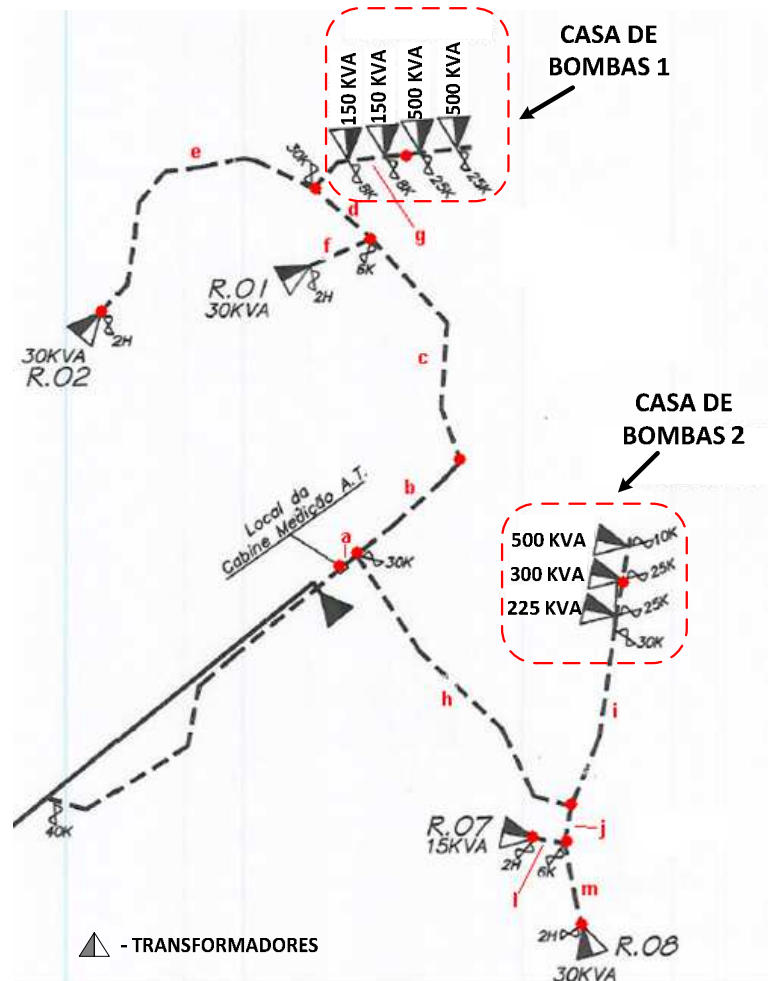 CASA DE
BOMBAS 1
150 KVA
150 KVA
500 KVA
500 KVA
e
30K
8K
8K
25K
25K
d
g
f
6K
R.01
30KVA
2H
2H
30KVA
R.02
c
CASA DE
BOMBAS 2
b
Local da
Cabine Medição A.T.
a
30K
500 KVA
10K
300 KVA
25K
225 KVA
25K
30K
h
i
40K
R.07
15KVA
j
2H
6K
l
m
2H
R.08
30KVA
- TRANSFORMADORES